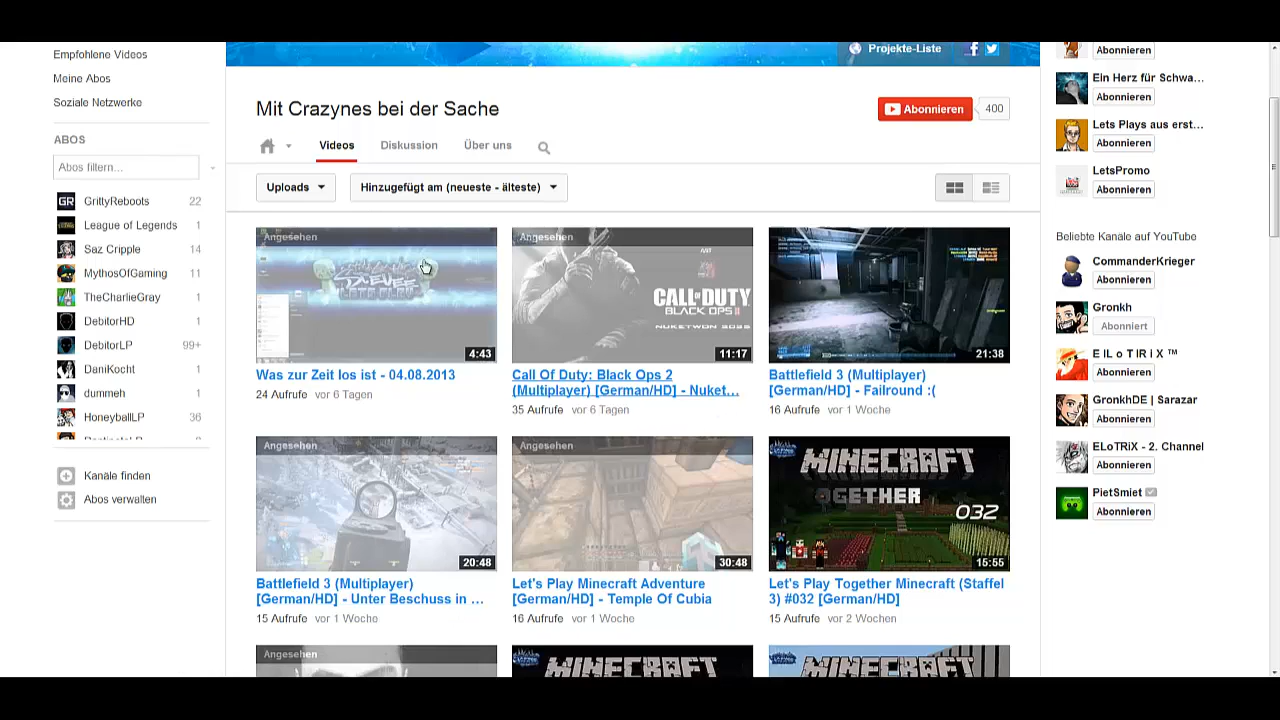 Empfohlene Videos
Meine Abos
Soziale Netzwerke
ABOS
Abos filtern...
GR
GrittyReboots 22
League of Legends 1
Saz Cripple 14
MythosOfGaming 11
TheCharlieGray 1
DebitorHD 1
DebitorLP 99+
DaniKocht 1
dummeh 1
HoneyballLP 36
Kanäle finden
Abos verwalten
Projekte-Liste
Mit Crazynes bei der Sache
Abonnieren 400
Videos Diskussion Über uns
Uploads Hinzugefügt am (neueste - älteste)
Angesehen
LETS PLAY
4:43
Was zur Zeit los ist - 04.08.2013
24 Aufrufe vor 6 Tagen
Angesehen
CALL OF DUTY
BLACK OPS II
NUKETOWN 2025
11:17
Call Of Duty: Black Ops 2
(Multiplayer) [German/HD] - Nuket...
35 Aufrufe vor 6 Tagen
21:38
Battlefield 3 (Multiplayer)
[German/HD] - Failround :(
16 Aufrufe vor 1 Woche
Angesehen
20:48
Battlefield 3 (Multiplayer)
[German/HD] - Unter Beschuss in ...
15 Aufrufe vor 1 Woche
Angesehen
30:48
Let's Play Minecraft Adventure
[German/HD] - Temple Of Cubia
16 Aufrufe vor 1 Woche
MINECRAFT
TOGETHER
032
15:55
Let's Play Together Minecraft (Staffel
3) #032 [German/HD]
15 Aufrufe vor 2 Wochen
Angesehen
MINECRAFT
MINECRAFT
Abonnieren
Ein Herz für Schwa...
Abonnieren
Lets Plays aus erst...
Abonnieren
LetsPromo
Abonnieren
Beliebte Kanäle auf YouTube
CommanderKrieger
Abonnieren
Gronkh
Abonniert
E lL o T lR i X ™
Abonnieren
GronkhDE | Sarazar
Abonnieren
ELoTRiX - 2. Channel
Abonnieren
PietSmiet
Abonnieren